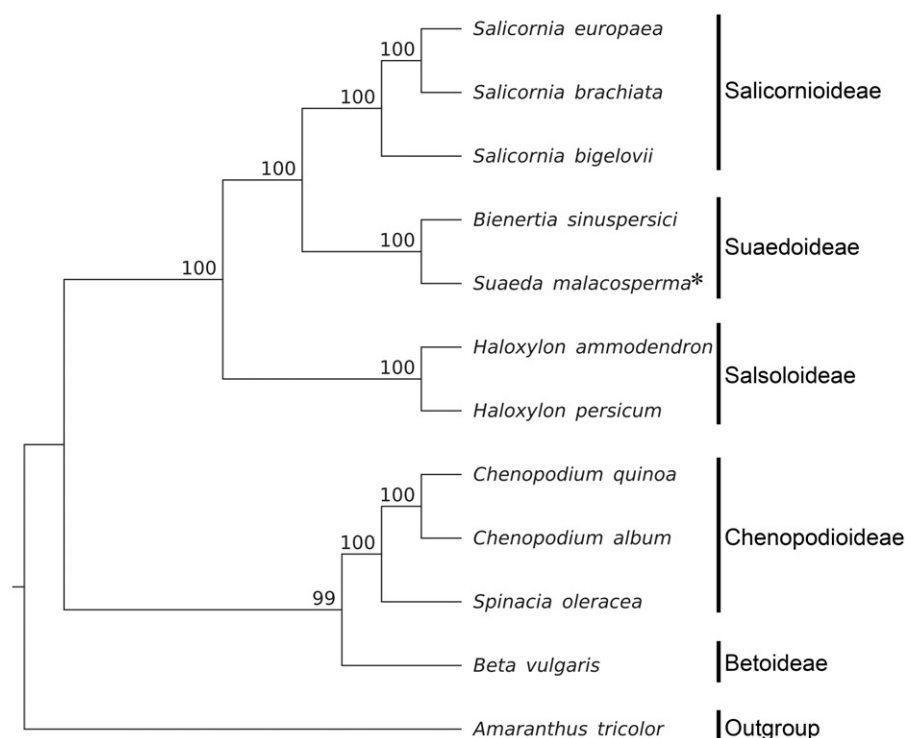 Salicornia europaea
100
Salicornia brachiata
Salicornioideae
100
Salicornia bigelovii
100
Bienertia sinuspersici
100
Suaeda malacosperma*
Suaedoideae
100
Haloxylon ammodendron
100
Haloxylon persicum
Salsoloideae
Chenopodium quinoa
100
Chenopodium album
Chenopodioideae
100
Spinacia oleracea
99
Beta vulgaris
Betoideae
Amaranthus tricolor
Outgroup